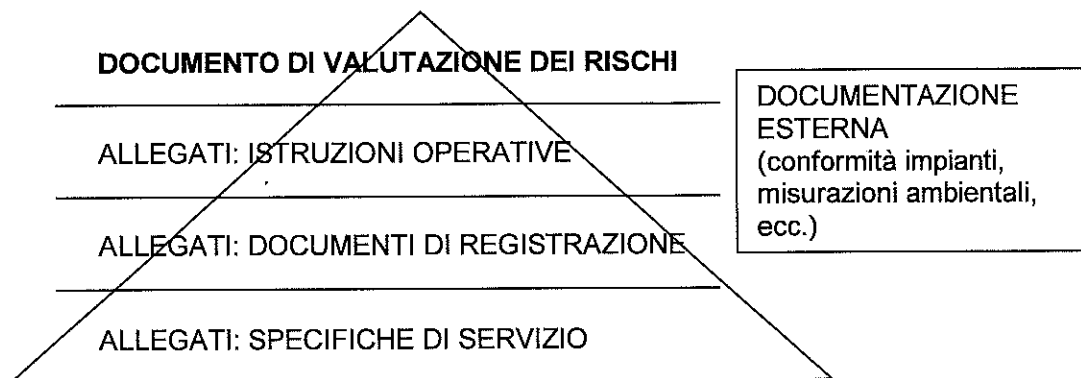 DOCUMENTO DI VALUTAZIONE DEI RISCHI
ALLEGATI: ISTRUZIONI OPERATIVE
ALLEGATI: DOCUMENTI DI REGISTRAZIONE
ALLEGATI: SPECIFICHE DI SERVIZIO
DOCUMENTAZIONE
ESTERNA
(conformità impianti,
misurazioni ambientali,
ecc.)